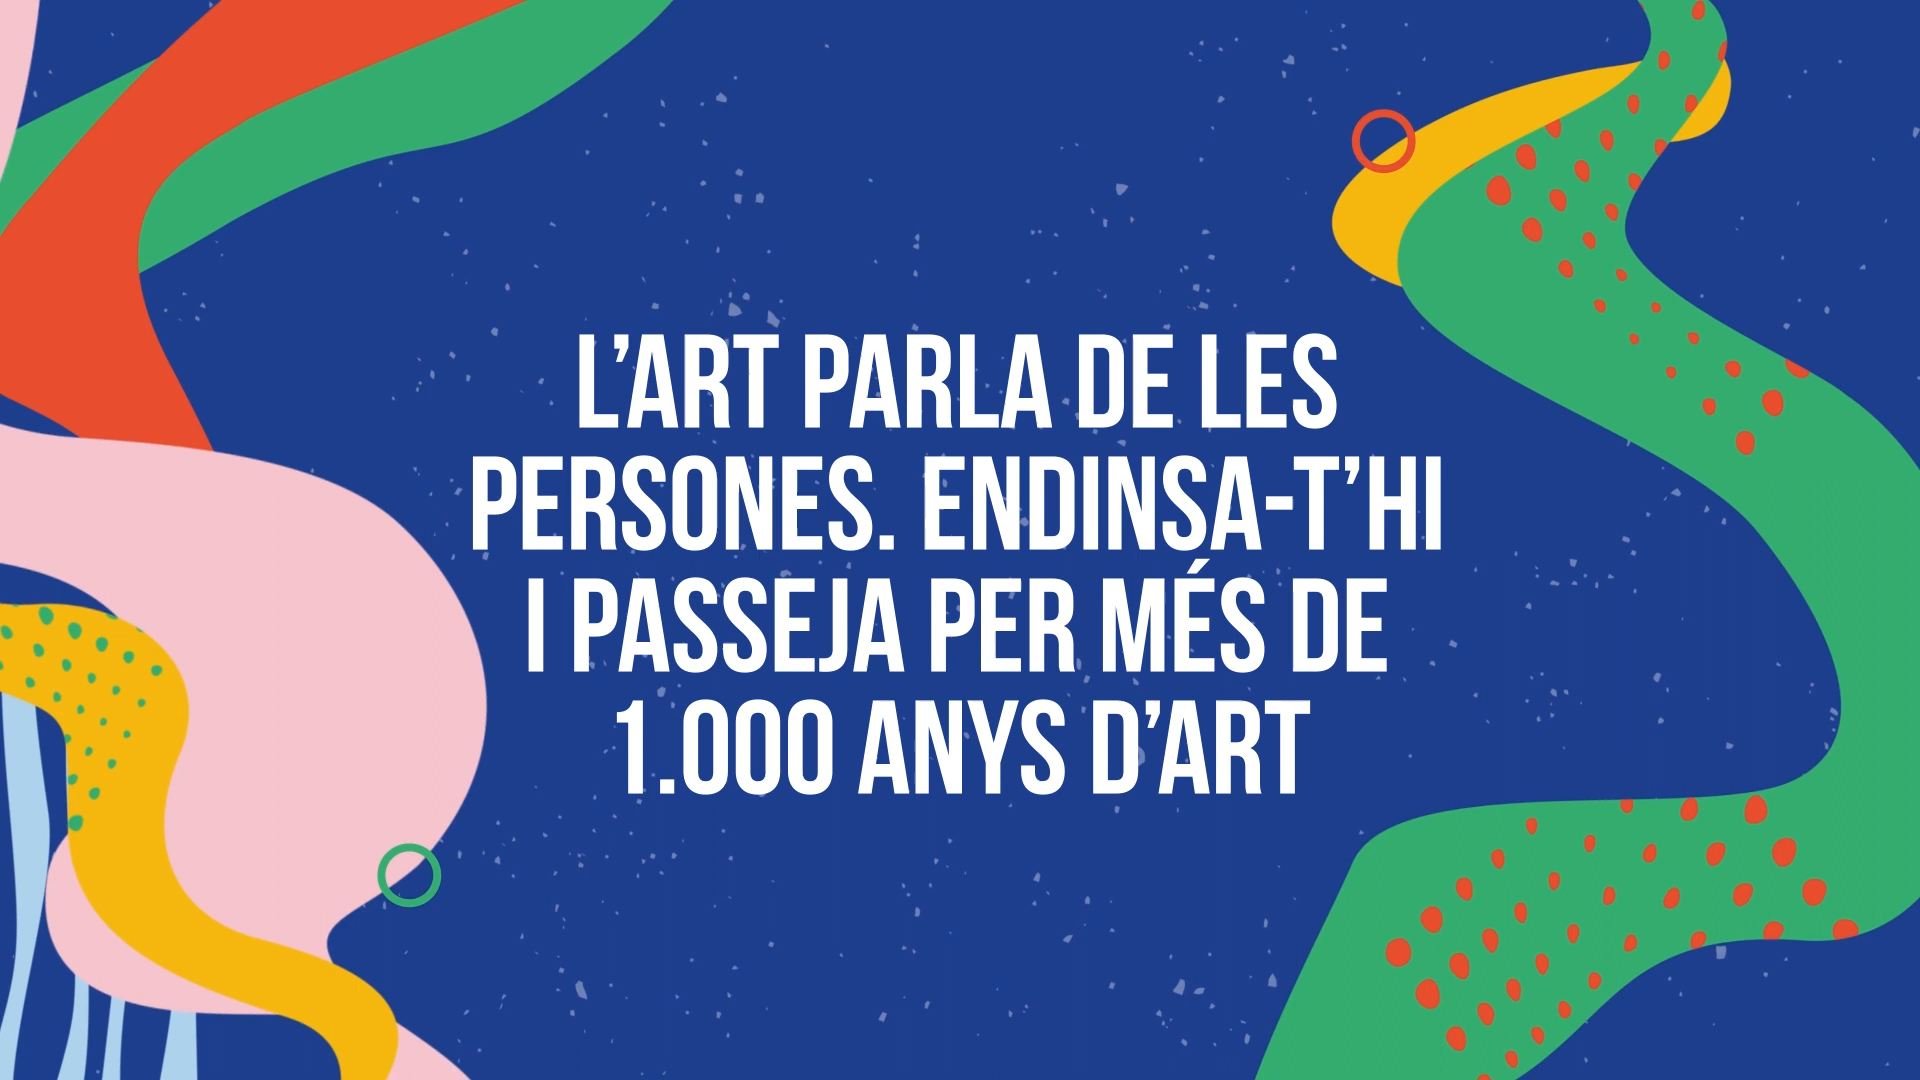 L’ART PARLA DE LES
PERSONES. ENDINSA-T’HI
I PASSEJA PER MÉS DE
1.000 ANYS D’ART